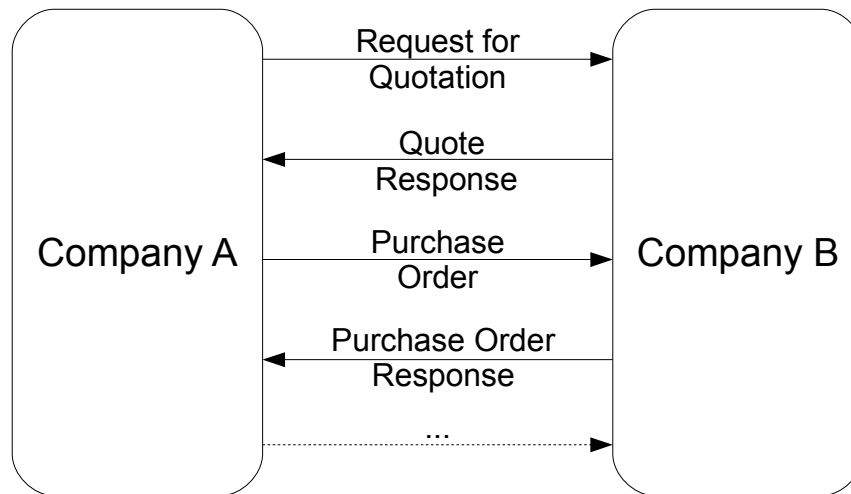 Request for
Quotation
Quote
Response
Company A
Purchase
Order
Company B
Purchase Order
Response
...